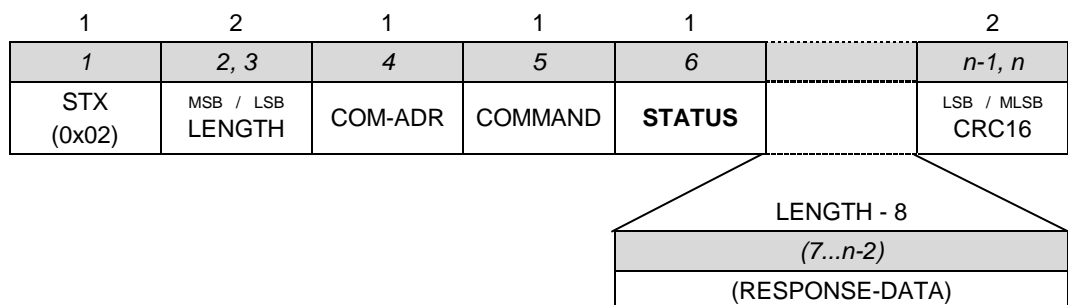 1 2 1 1 1 2
1 2, 3 4 5 6 n-1, n
STX MSB / LSB LSB / MLSB
(0x02) LENGTH COM-ADR COMMAND STATUS CRC16
LENGTH - 8
(7...n-2)
(RESPONSE-DATA)